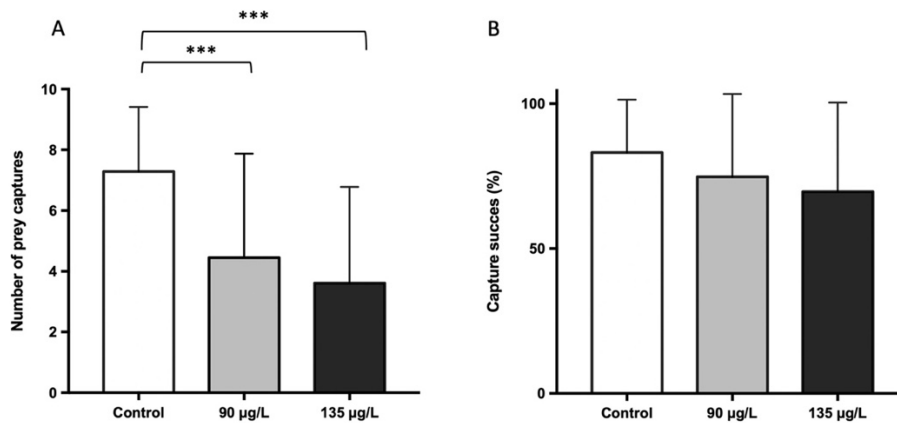 A
***
***
Number of prey captures
10
8
6
4
2
0
Control 90 µg/L 135 µg/L
B
Capture succes (%)
100
50
0
Control 90 µg/L 135 µg/L